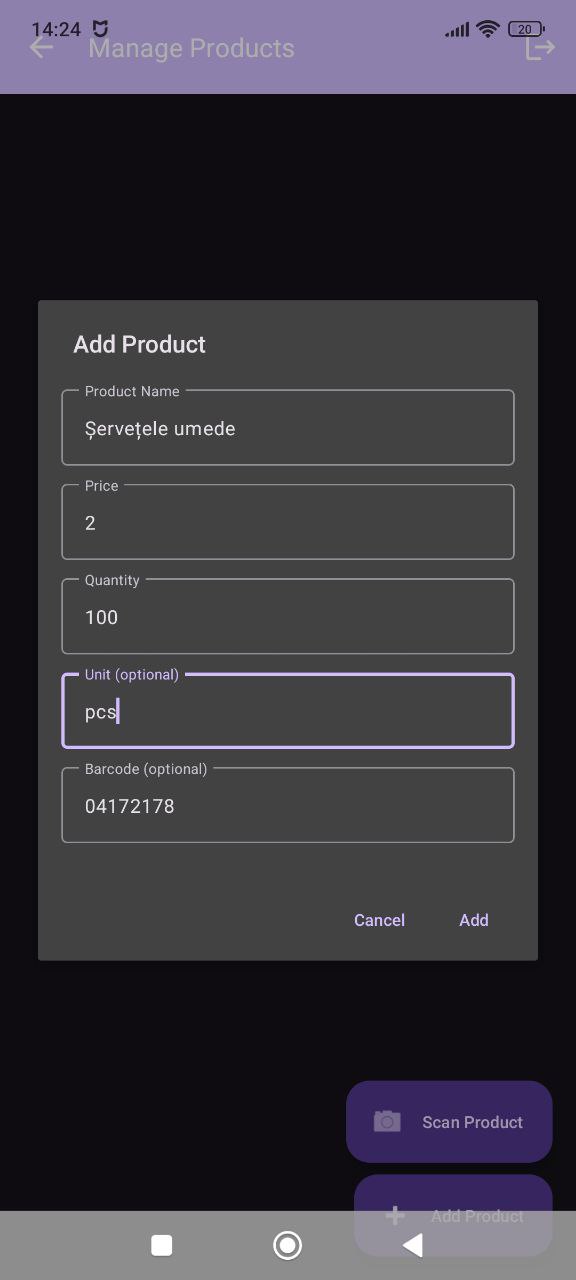 14:24
20
Manage Products
Add Product
Product Name
Șervețele umede
Price
2
Quantity
100
Unit (optional)
pcs
Barcode (optional)
04172178
Cancel
Add
Scan Product
Add Product